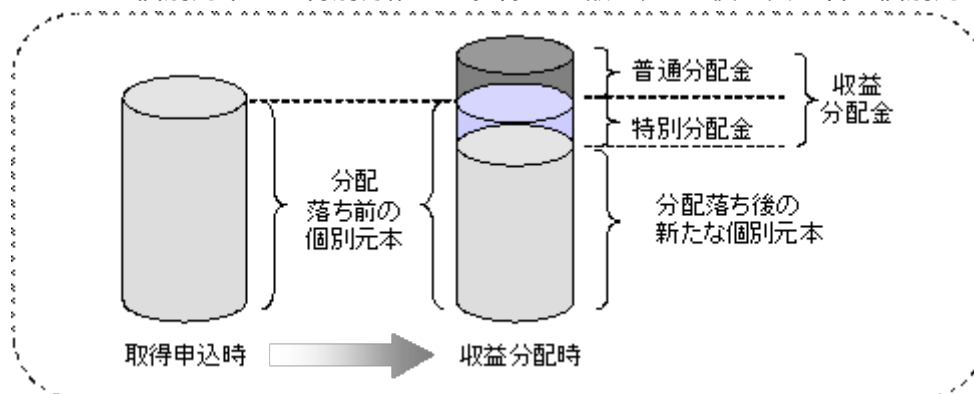 普通分配金
特別分配金
収益
分配金
分配
落ち前の
個別元本
分配落ち後の
新たな個別元本
取得申込時
収益分配時